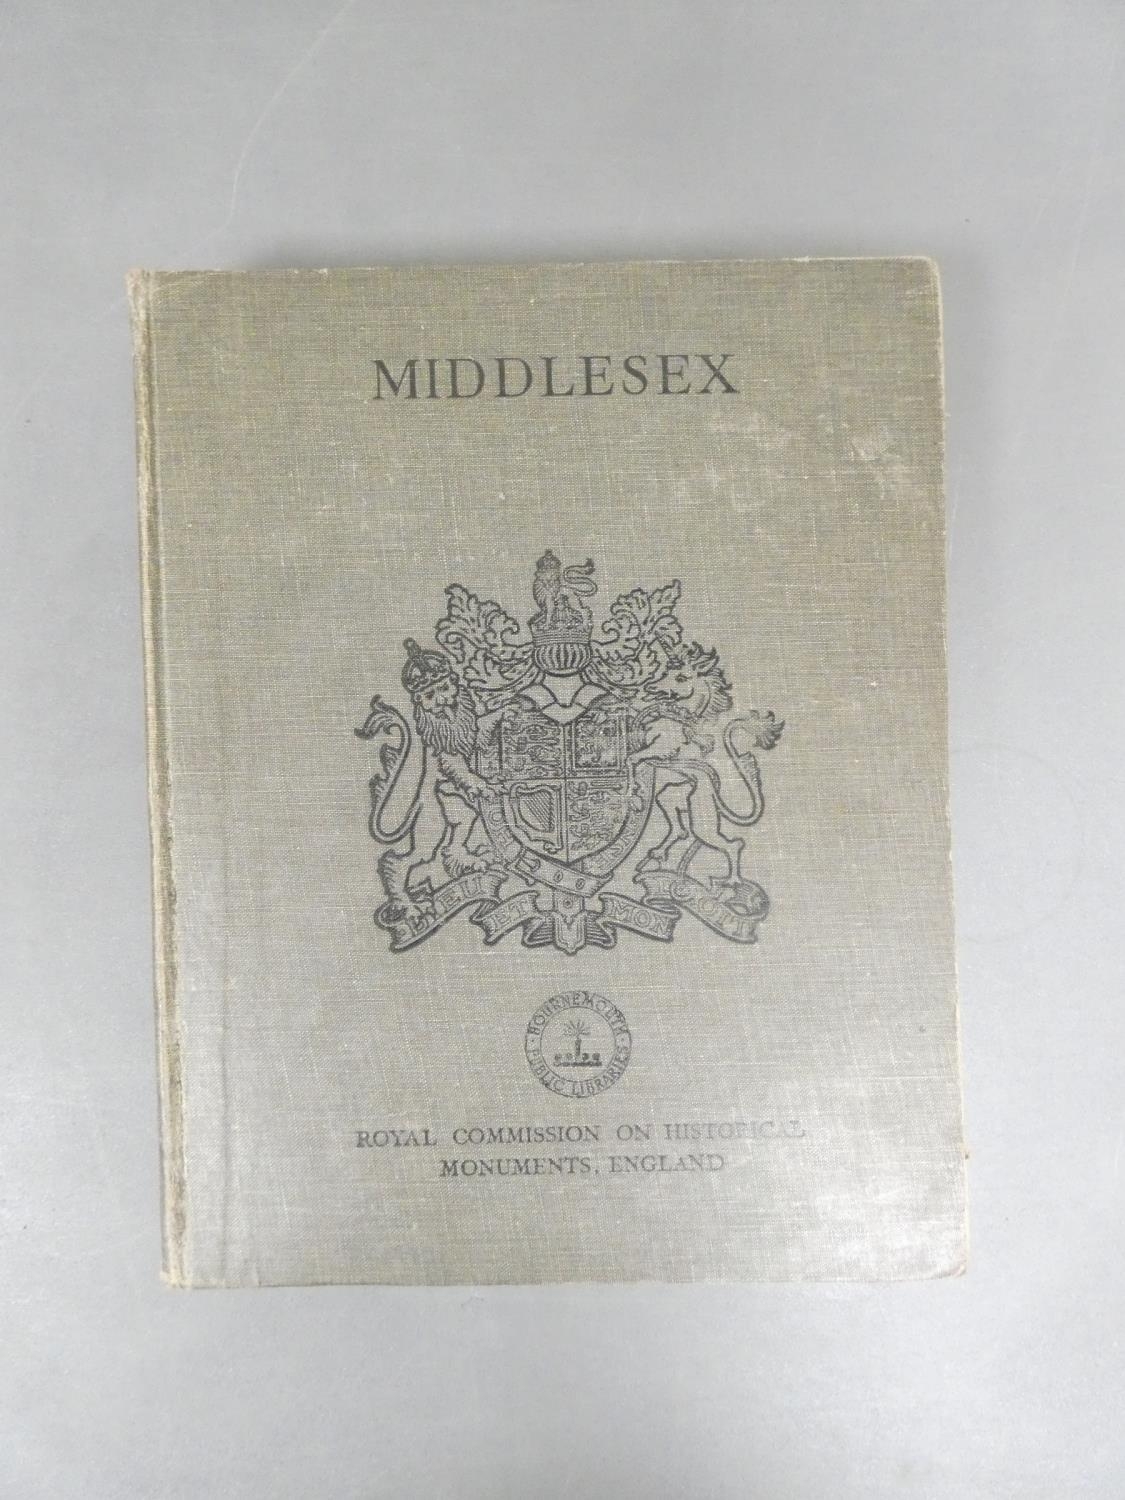 MIDDLESEX
DIEU ET MON DROIT
BOURNEMOUTH
PUBLIC LIBRARIES
ROYAL COMMISSION ON HISTORICAL
MONUMENTS, ENGLAND